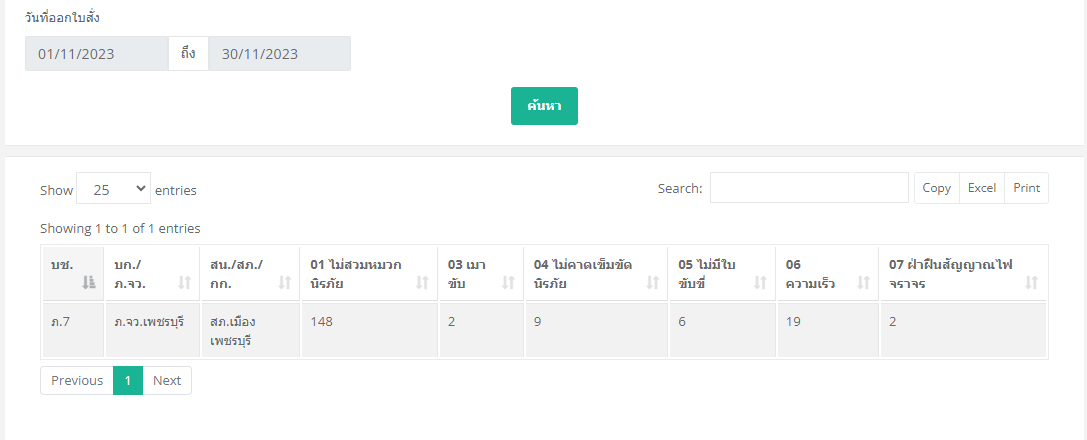 วันที่ออกใบสั่ง
01/11/2023 ถึง 30/11/2023
ค้นหา
Show 25 entries Search: Copy Excel Print
Showing 1 to 1 of 1 entries
บช. บก./ สน./สภ./ 01 ไม่สวมหมวก 03 เมา 04 ไม่คาดเข็มขัด 05 ไม่มีใบ 06 07 ฝ่าฝืนสัญญาณไฟ
ภ.จว. กก. นิรภัย ขับ นิรภัย ขับขี่ ความเร็ว จราจร
ภ.7 ภ.จว.เพชรบุรี สภ.เมือง 148 2 9 6 19 2
เพชรบุรี
Previous 1 Next